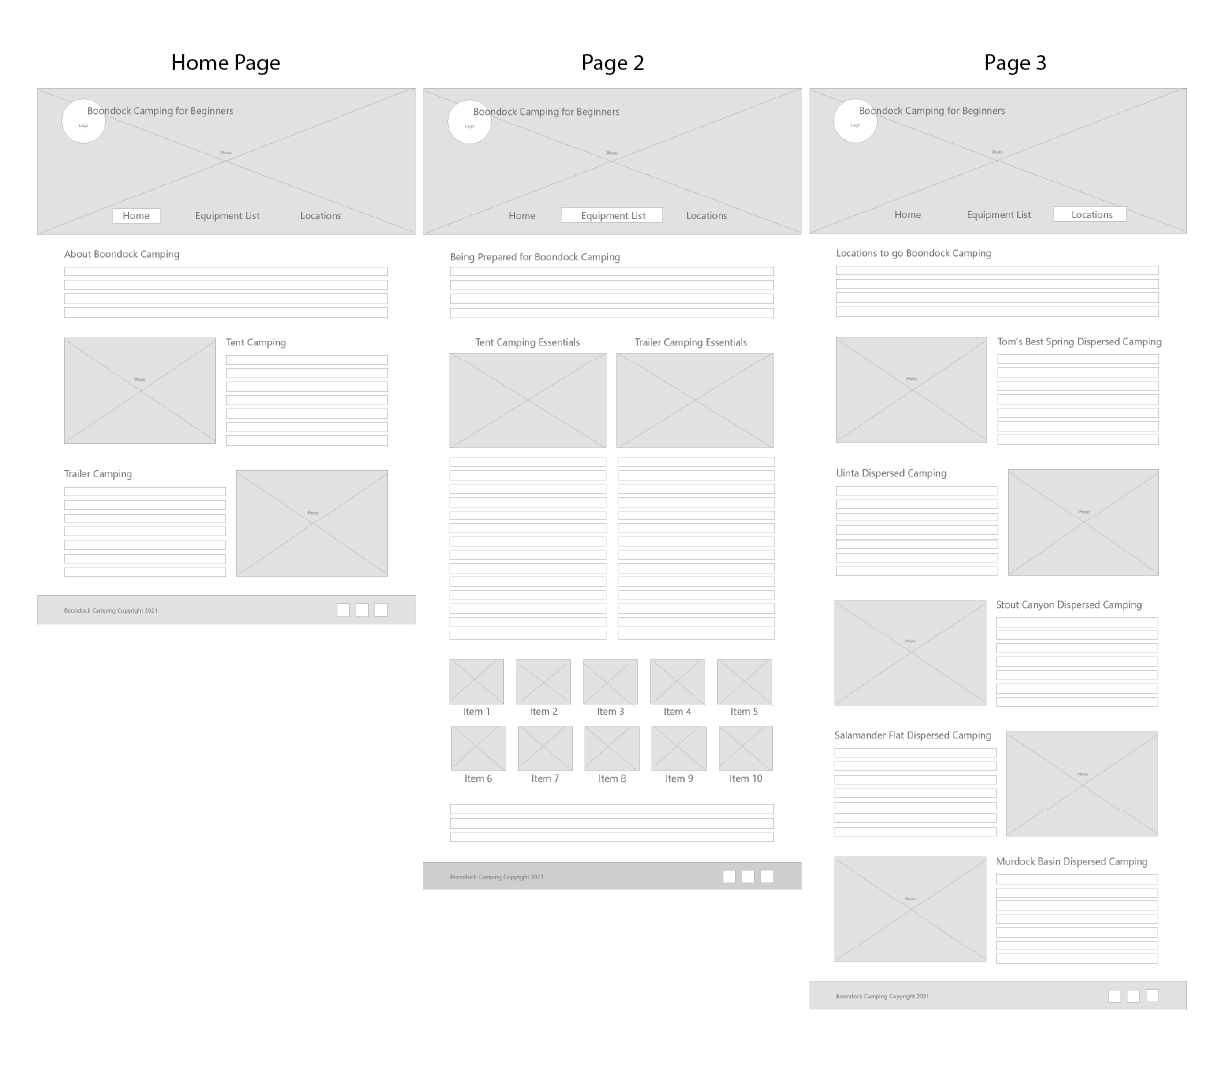 Home Page
Boondock Camping for Beginners
Logo
Photo
Home
Equipment List
Locations
About Boondock Camping
Photo
Tent Camping
Trailer Camping
Photo
Boondock Camping Copyright 2021
Page 2
Boondock Camping for Beginners
Logo
Photo
Home
Equipment List
Locations
Being Prepared for Boondock Camping
Tent Camping Essentials
Trailer Camping Essentials
Item 1
Item 2
Item 3
Item 4
Item 5
Item 6
Item 7
Item 8
Item 9
Item 10
Boondock Camping Copyright 2021
Page 3
Boondock Camping for Beginners
Logo
Photo
Home
Equipment List
Locations
Locations to go Boondock Camping
Photo
Tom's Best Spring Dispersed Camping
Uinta Dispersed Camping
Photo
Photo
Stout Canyon Dispersed Camping
Salamander Flat Dispersed Camping
Photo
Photo
Murdock Basin Dispersed Camping
Boondock Camping Copyright 2021